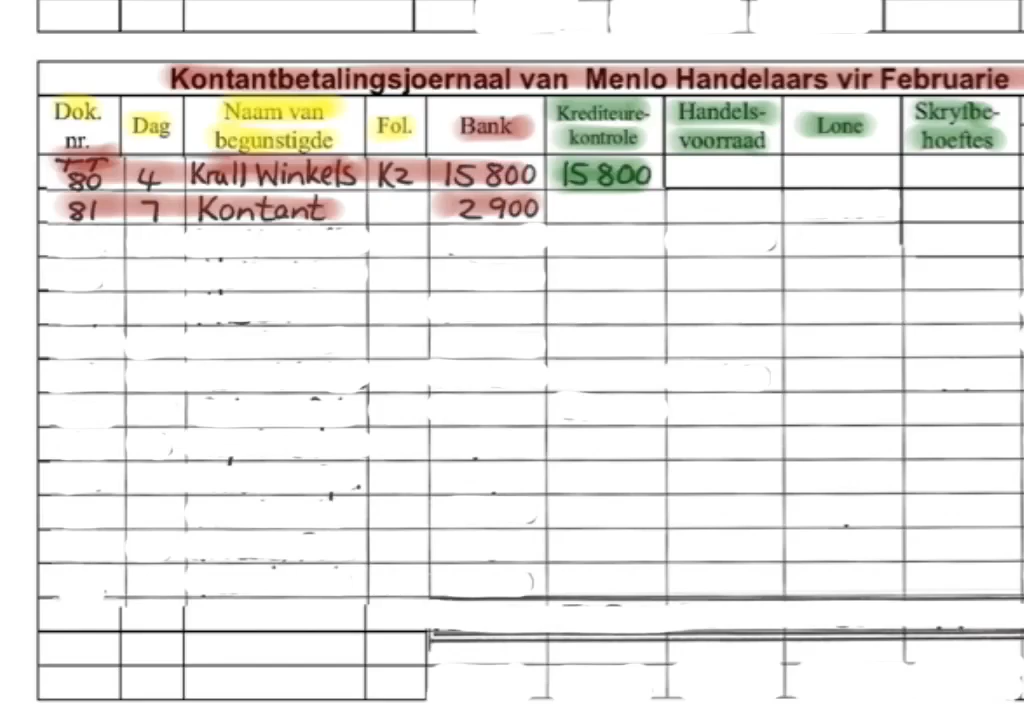 Kontantbetalingsjoernaal van Menlo Handelaars vir Februarie
Dok. nr. Dag Naam van begunstigde Fol. Bank Krediteure-kontrole Handels-voorraad Lone Skryfbe-hoeftes
80 4 Krall Winkels K2 15 800 15 800
81 7 Kontant 2 900